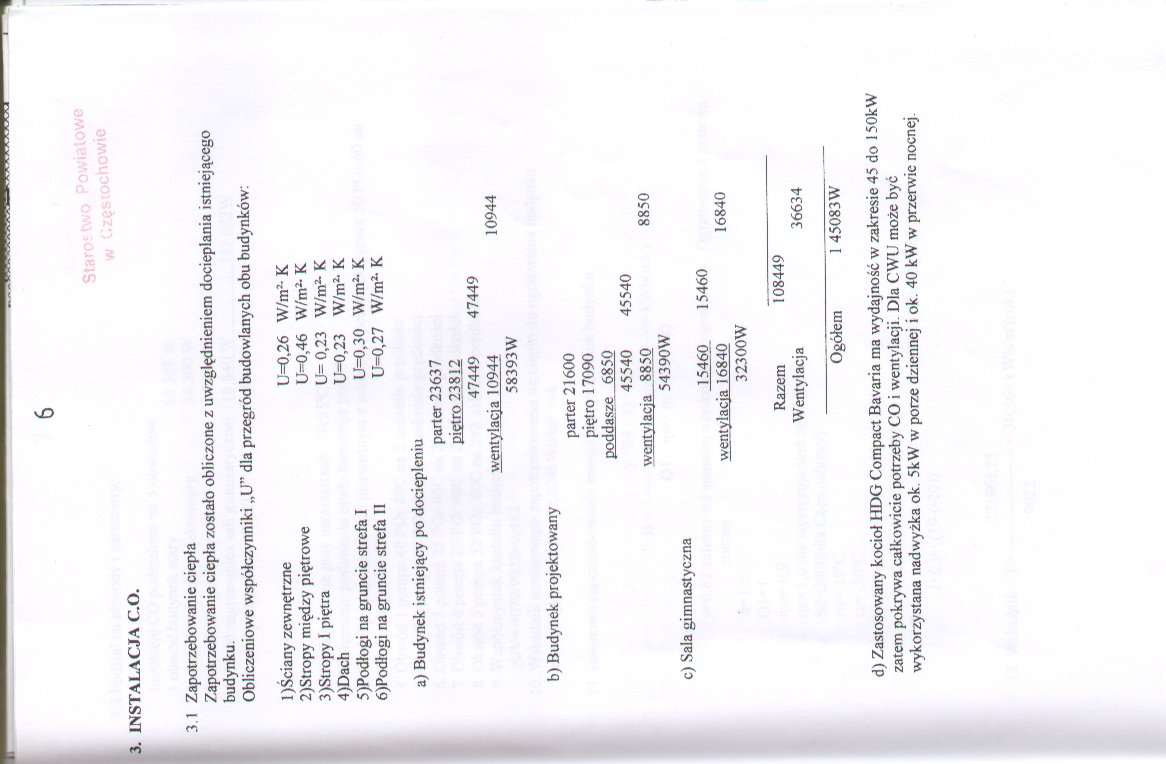 6
Starostwo Powiatowe
w Częstochowie
3. INSTALACJA C.O.
3.1 Zapotrzebowanie ciepła
Zapotrzebowanie ciepła zostało obliczone z uwzględnieniem docieplania istniejącego
budynku.
Obliczeniowe współczynniki „U” dla przegród budowlanych obu budynków:
1)Ściany zewnętrzne U=0,26 W/m² K
2)Stropy między piętrowe U=0,46 W/m² K
3)Stropy I piętra U= 0,23 W/m² K
4)Dach U=0,23 W/m² K
5)Podłogi na gruncie strefa I U=0,30 W/m² K
6)Podłogi na gruncie strefa II U=0,27 W/m² K
a) Budynek istniejący po dociepleniu
parter 23637
piętro 23812
47449 47449
wentylacja 10944 10944
58393W
b) Budynek projektowany
parter 21600
piętro 17090
poddasze 6850
45540 45540
wentylacja 8850 8850
54390W
c) Sala gimnastyczna
15460 15460
wentylacja 16840 16840
32300W
Razem 108449
Wentylacja 36634
Ogółem 1 45083W
d) Zastosowany kocioł HDG Compact Bavaria ma wydajność w zakresie 45 do 150kW
zatem pokrywa całkowicie potrzeby CO i wentylacji. Dla CWU może być
wykorzystana nadwyżka ok. 5kW w porze dziennej i ok. 40 kW w przerwie nocnej.